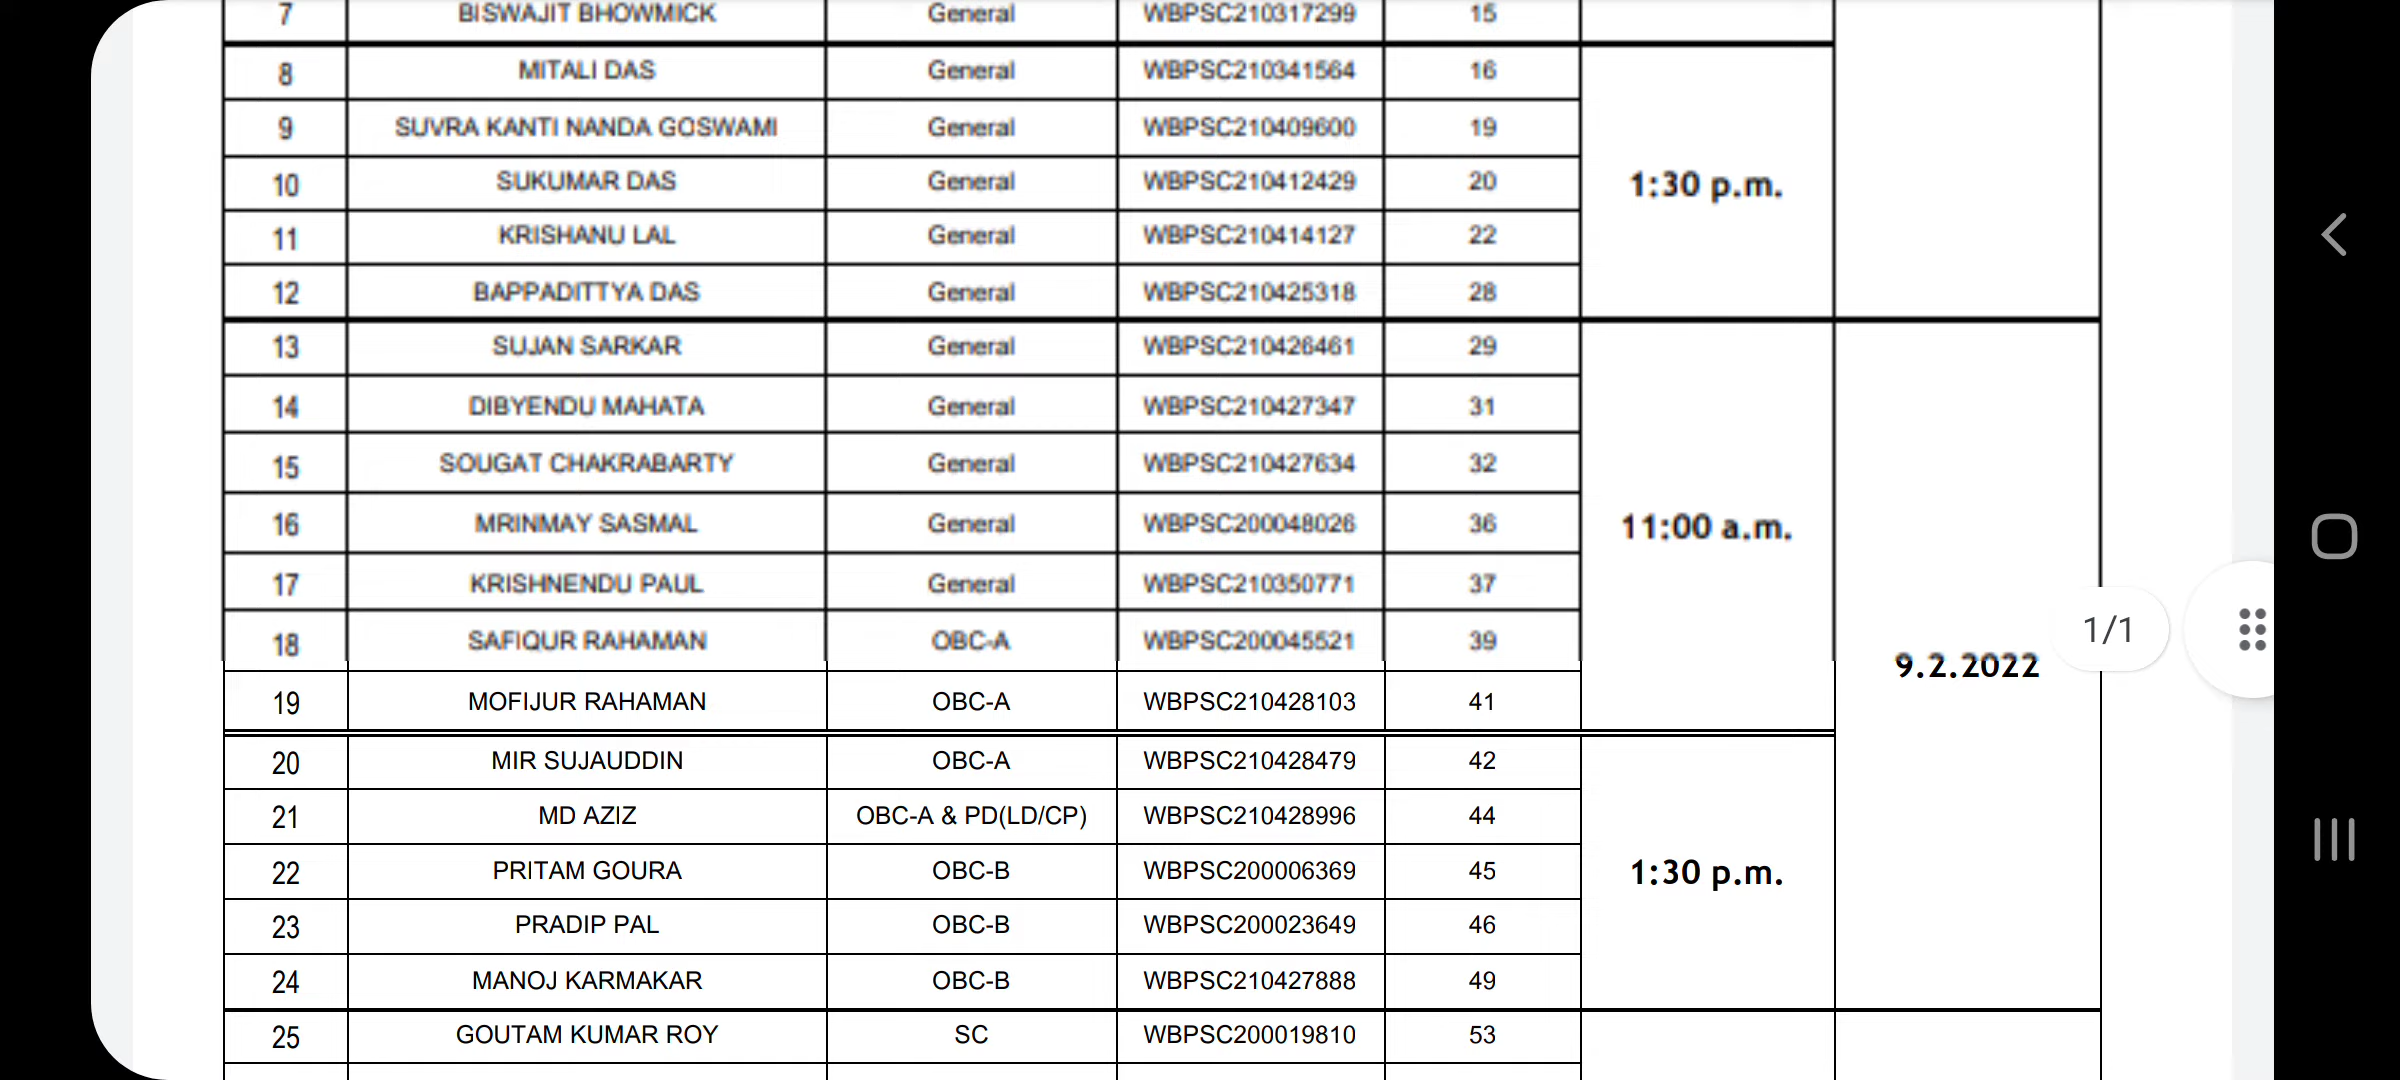 7 BISWAJIT BHOWMICK General WBPSC210317299 15
8 MITALI DAS General WBPSC210341564 16
9 SUVRA KANTI NANDA GOSWAMI General WBPSC210409600 19
10 SUKUMAR DAS General WBPSC210412429 20 1:30 p.m.
11 KRISHANU LAL General WBPSC210414127 22
12 BAPPADITTYA DAS General WBPSC210425318 28
13 SUJAN SARKAR General WBPSC210426461 29
14 DIBYENDU MAHATA General WBPSC210427347 31
15 SOUGAT CHAKRABARTY General WBPSC210427634 32
16 MRINMAY SASMAL General WBPSC200048026 36 11:00 a.m.
17 KRISHNENDU PAUL General WBPSC210350771 37
18 SAFIQUR RAHAMAN OBC-A WBPSC200045521 39 1/1
9.2.2022
19 MOFIJUR RAHAMAN OBC-A WBPSC210428103 41
20 MIR SUJAUDDIN OBC-A WBPSC210428479 42
21 MD AZIZ OBC-A & PD(LD/CP) WBPSC210428996 44
22 PRITAM GOURA OBC-B WBPSC200006369 45 1:30 p.m.
23 PRADIP PAL OBC-B WBPSC200023649 46
24 MANOJ KARMAKAR OBC-B WBPSC210427888 49
25 GOUTAM KUMAR ROY SC WBPSC200019810 53